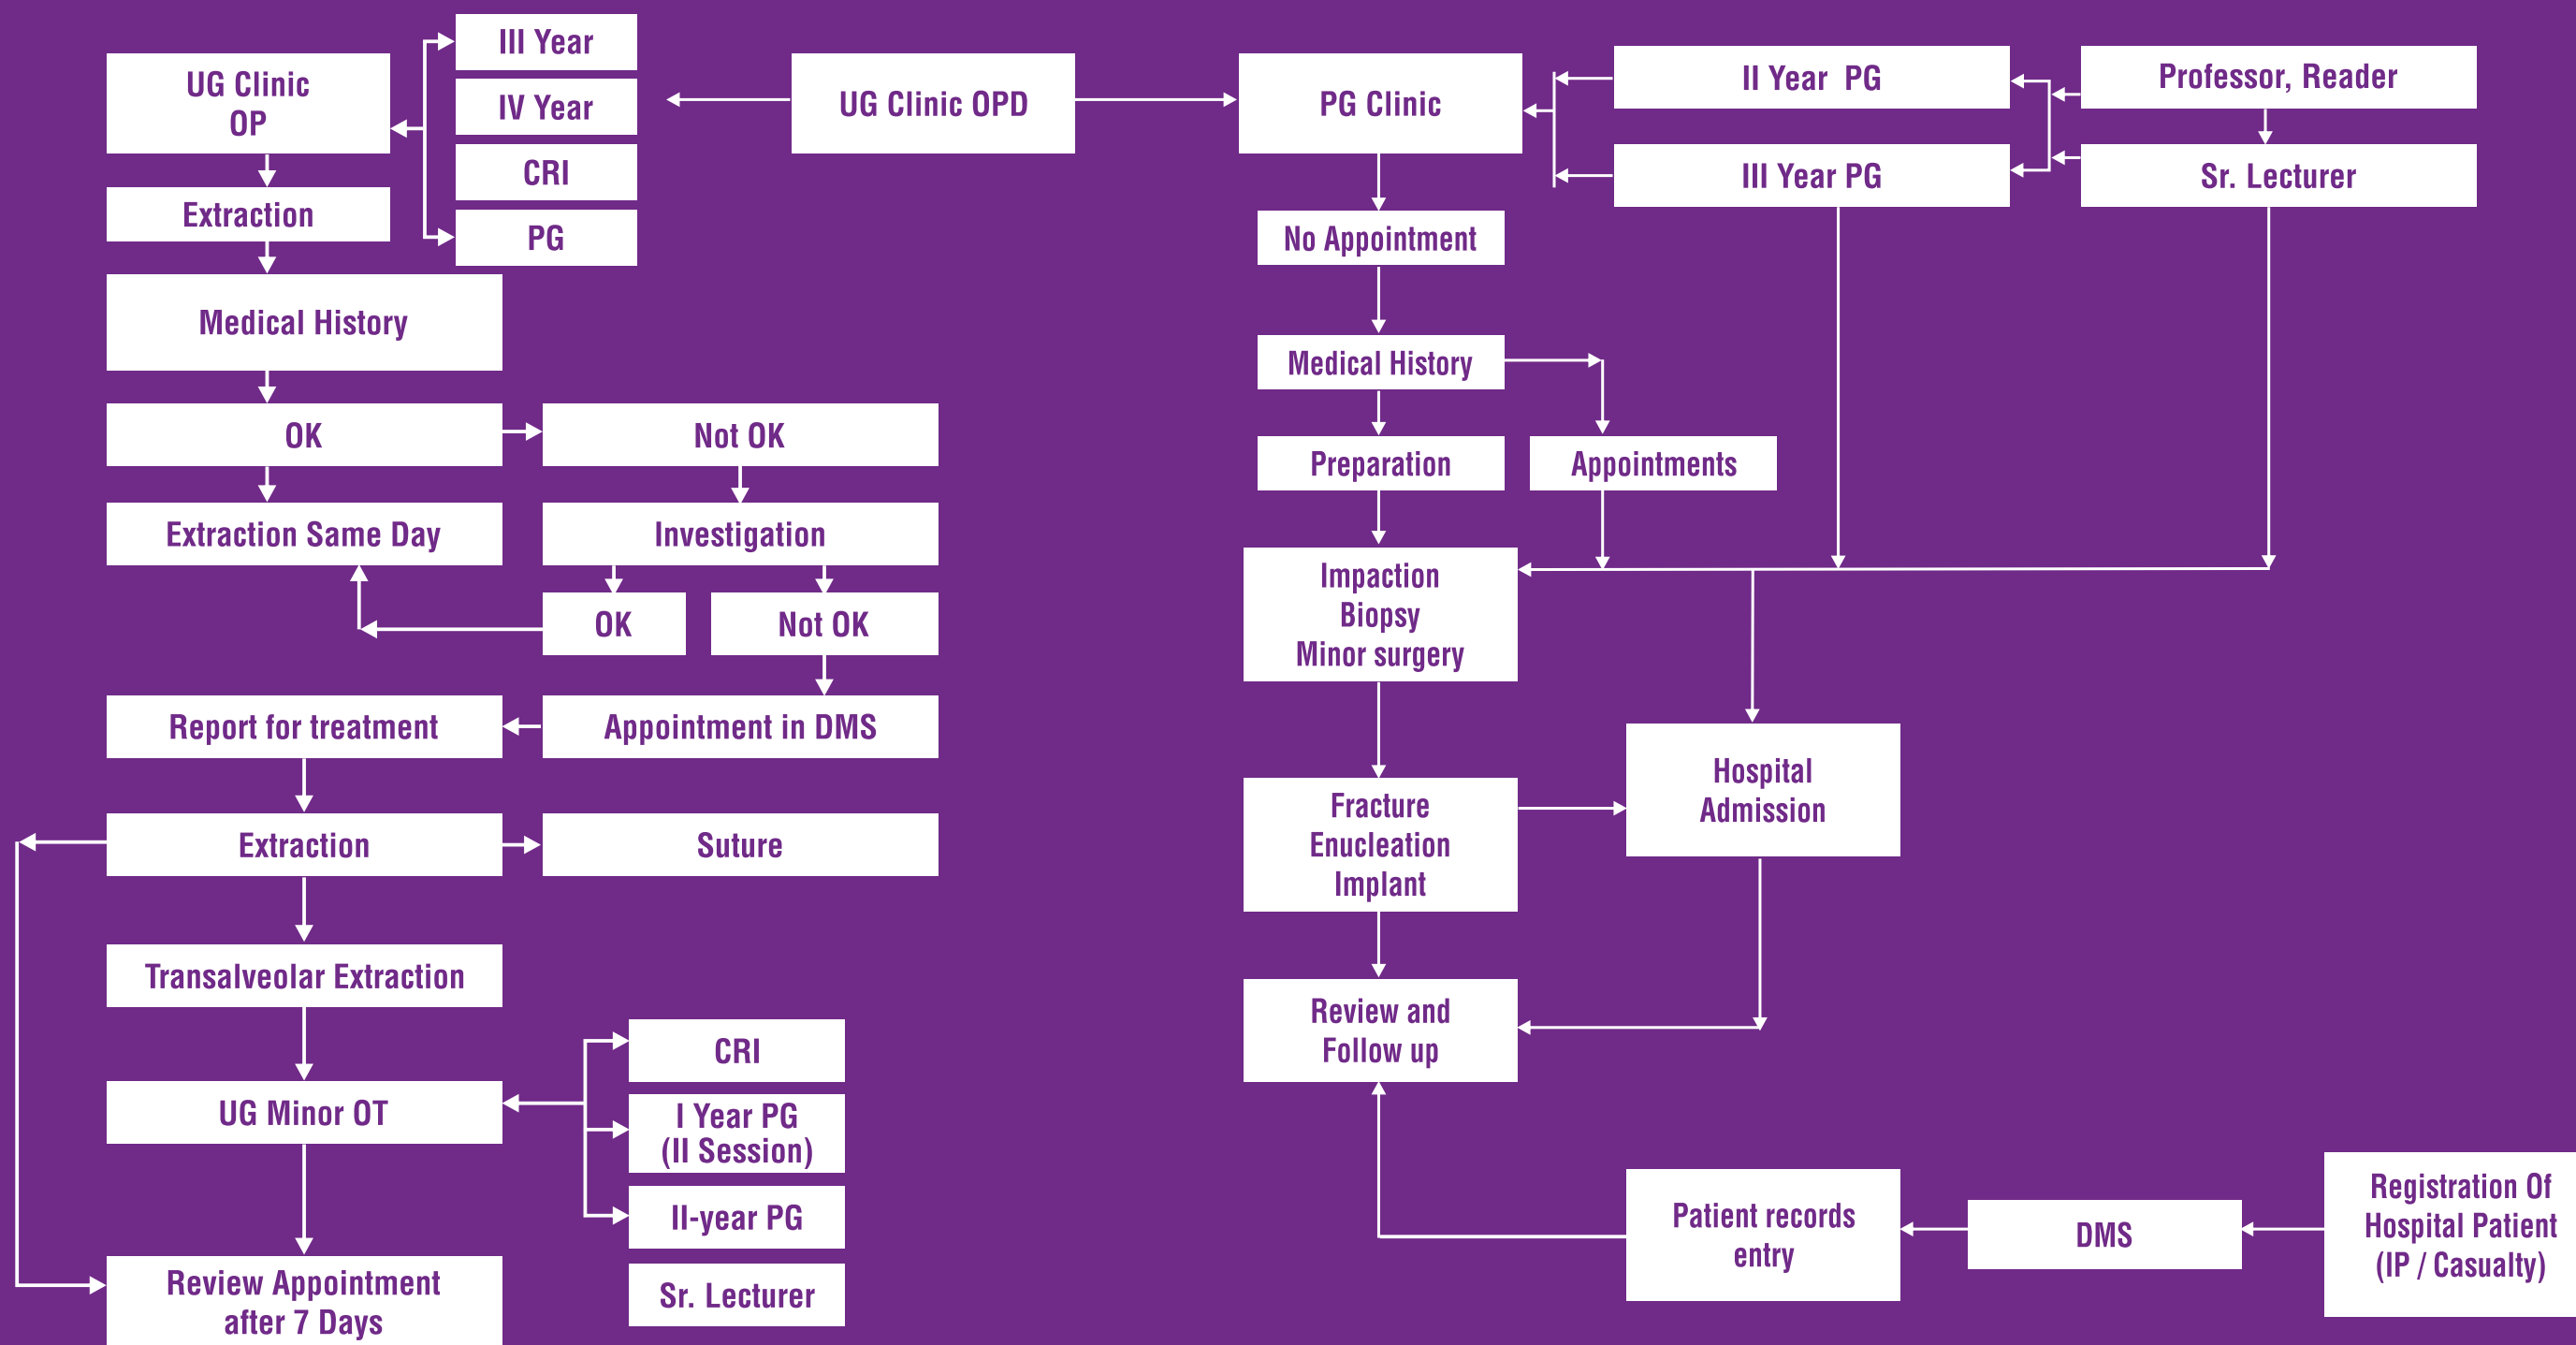 III Year
UG Clinic
OP
IV Year
CRI
PG
Extraction
Medical History
OK
Not OK
Extraction Same Day
Investigation
OK
Not OK
Report for treatment
Appointment in DMS
Extraction
Suture
Transalveolar Extraction
UG Minor OT
CRI
I Year PG
(II Session)
II-year PG
Sr. Lecturer
Review Appointment
after 7 Days
UG Clinic OPD
PG Clinic
II Year PG
III Year PG
Professor, Reader
Sr. Lecturer
No Appointment
Medical History
Preparation
Appointments
Impaction
Biopsy
Minor surgery
Fracture
Enucleation
Implant
Hospital
Admission
Review and
Follow up
Patient records
entry
DMS
Registration Of
Hospital Patient
(IP / Casualty)